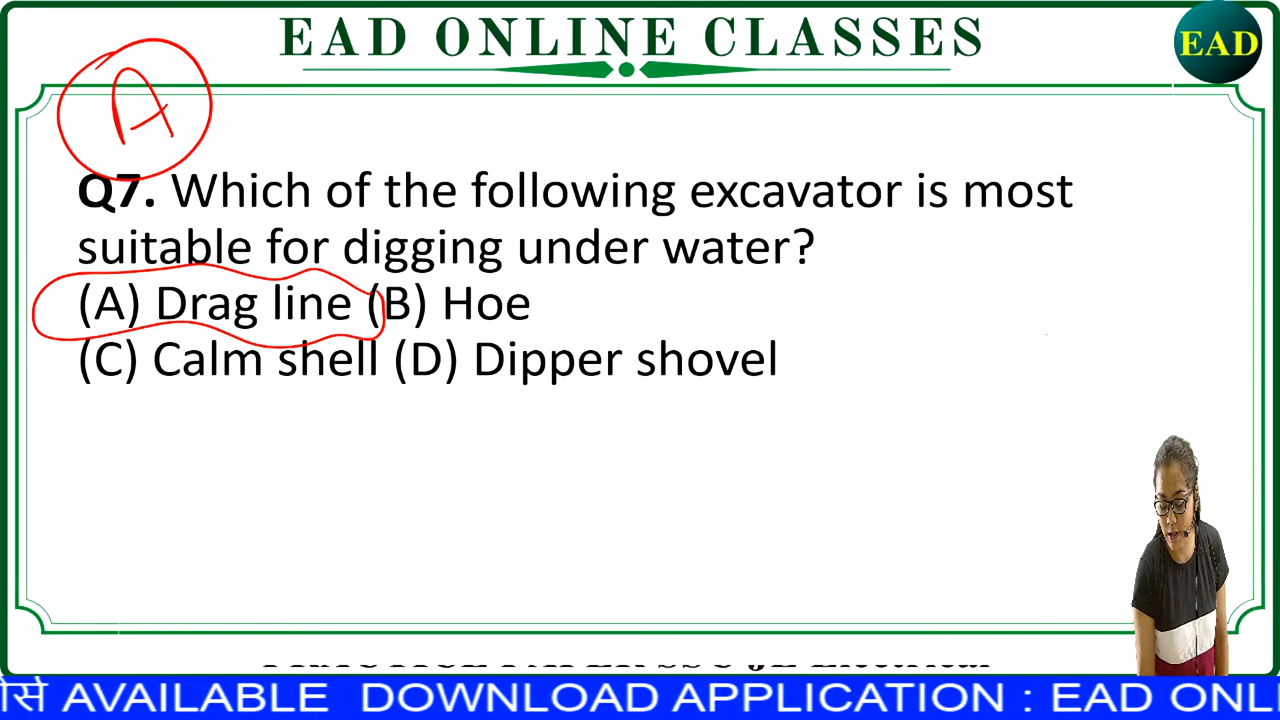 EAD ONLINE CLASSES
EAD
A
Q7. Which of the following excavator is most
suitable for digging under water?
(A) Drag line (B) Hoe
(C) Calm shell (D) Dipper shovel
AVAILABLE DOWNLOAD APPLICATION : EAD ONL